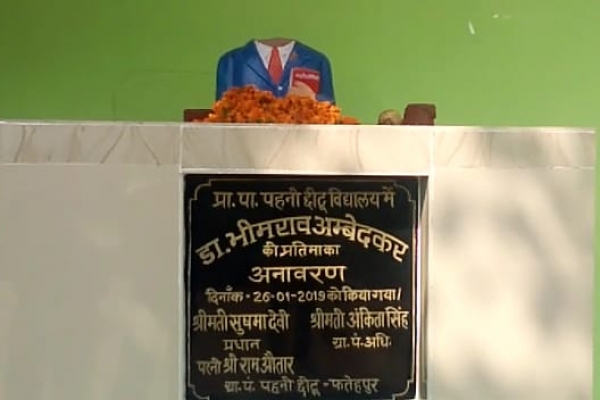 प्रा. पा. पहनी द्दीटू विद्यालय में
डा. भीमराव अम्बेदकर
की प्रतिमा का
अनावरण
दिनाँक - 26-01-2019 को किया गया।
श्रीमती सुषमा देवी श्रीमती अंकिता सिंह
प्रधान ग्रा. पं. अधि.
पत्नी श्री राम औतार
ग्रा. पं. पहनी द्दीटू - फतेहपुर